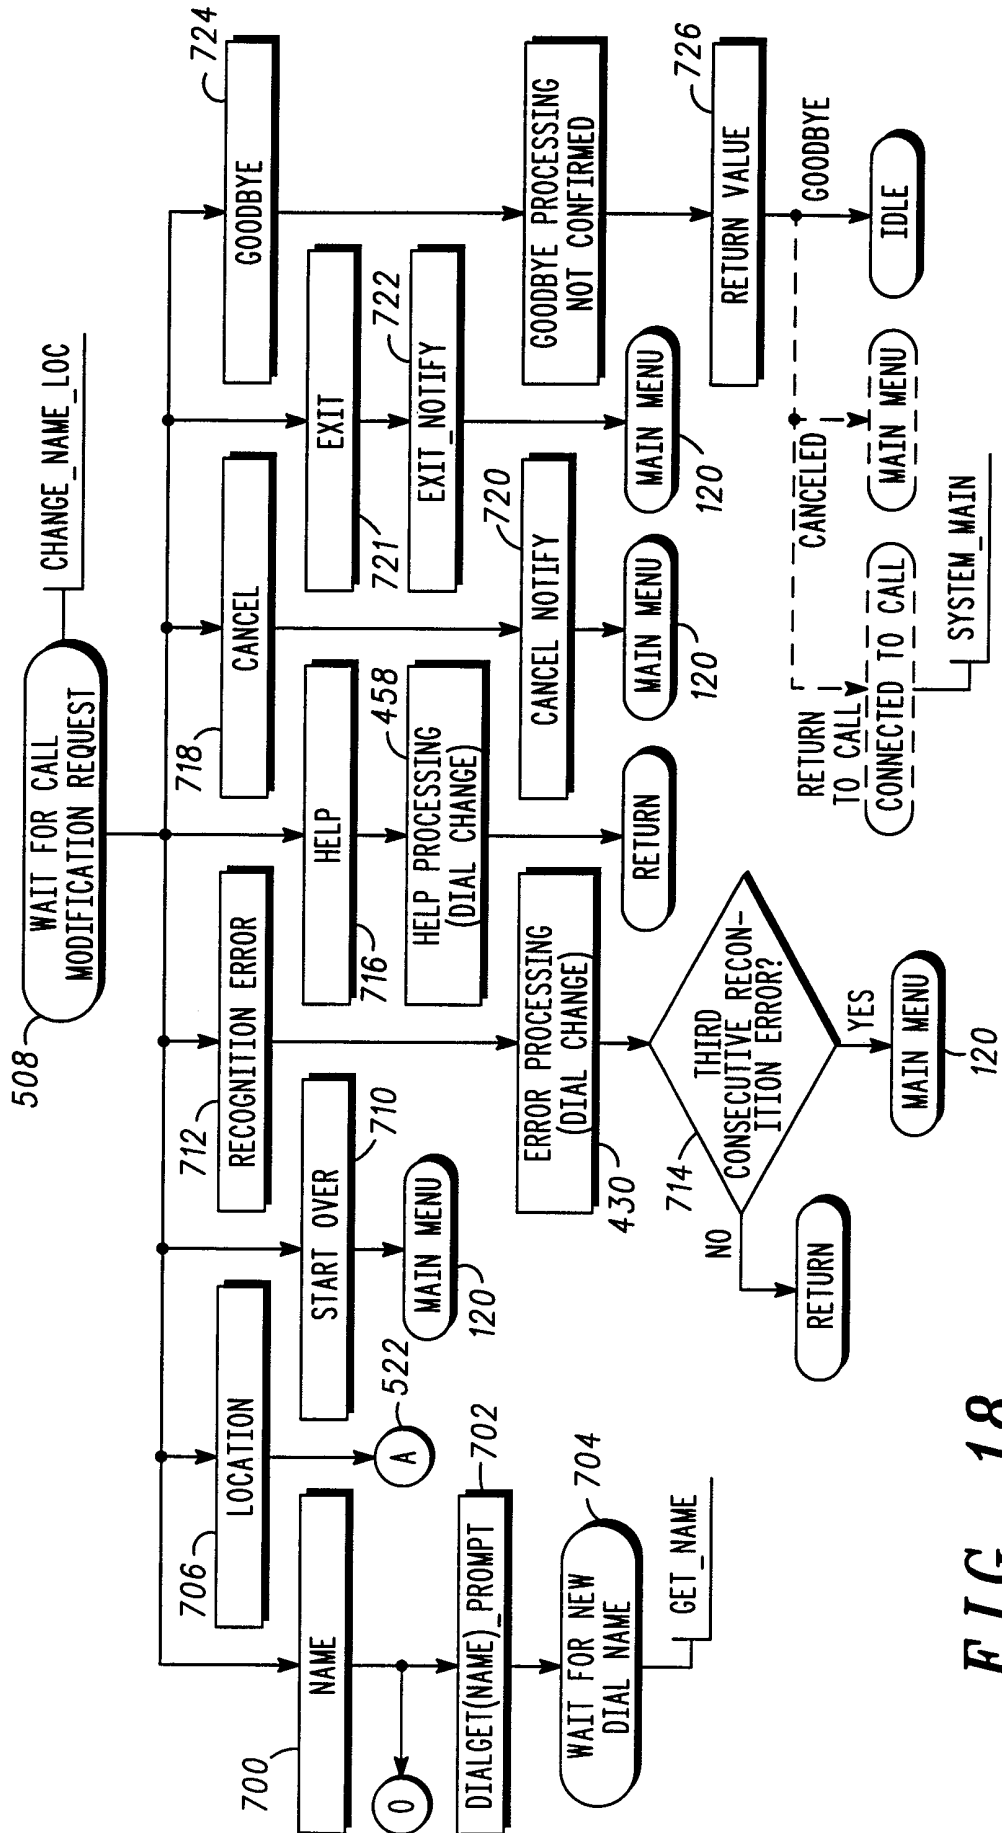 508
WAIT FOR CALL
MODIFICATION REQUEST
CHANGE_NAME_LOC
700
NAME
O
DIALGET(NAME)_PROMPT
702
WAIT FOR NEW
DIAL NAME
704
GET_NAME
706
LOCATION
A
522
START OVER
710
MAIN MENU
120
712
RECOGNITION ERROR
ERROR PROCESSING
(DIAL CHANGE)
430
714
THIRD
CONSECUTIVE RECON-
ITION ERROR?
NO
RETURN
YES
MAIN MENU
120
716
HELP
458
HELP PROCESSING
(DIAL CHANGE)
RETURN
718
CANCEL
720
CANCEL NOTIFY
MAIN MENU
120
721
EXIT
722
EXIT_NOTIFY
MAIN MENU
120
724
GOODBYE
GOODBYE PROCESSING
NOT CONFIRMED
726
RETURN VALUE
GOODBYE
IDLE
CANCELED
MAIN MENU
RETURN
TO CALL
CONNECTED TO CALL
SYSTEM_MAIN
FIG. 18